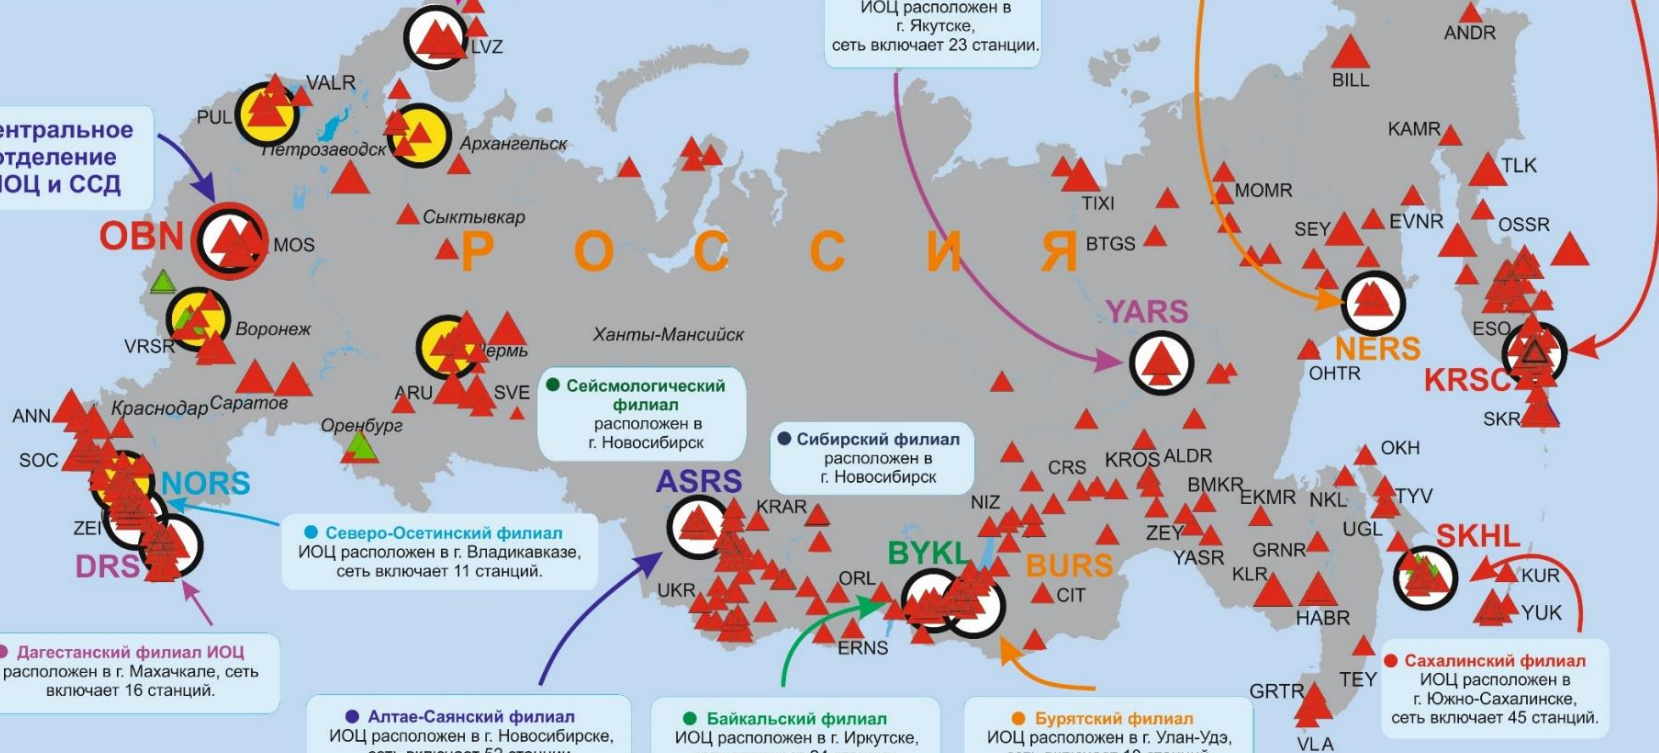 ИОЦ расположен в
г. Якутске,
сеть включает 23 станции.
ANDR
LVZ
BILL
VALR
PUL
KAMR
Петрозаводск
Архангельск
ентральное
отделение
ИОЦ и ССД
TLK
TIXI
MOMR
Сыктывкар
SEY
EVNR
OSSR
OBN
MOS
РОССИЯ
BTGS
YARS
Воронеж
VRSR
Ханты-Мансийск
ESO
NERS
OHTR
KRSC
ARU
SVE
Сейсмологический
филиал
расположен в
г. Новосибирск
ANN
Краснодар
Саратов
Оренбург
SKR
SOC
Сибирский филиал
расположен в
г. Новосибирск
OKH
CRS
KROS
ALDR
NORS
ASRS
BMKR
EKMR
NKL
TYV
KRAR
NIZ
ZEI
UGL
ZEY
SKHL
Северо-Осетинский филиал
ИОЦ расположен в г. Владикавказе,
сеть включает 11 станций.
DRS
BYKL
BURS
YASR
GRNR
KLR
KUR
UKR
ORL
CIT
HABR
YUK
ERNS
Дагестанский филиал ИОЦ
расположен в г. Махачкале, сеть
включает 16 станций.
Сахалинский филиал
ИОЦ расположен в
г. Южно-Сахалинске,
сеть включает 45 станций.
TEY
GRTR
VLA
Алтае-Саянский филиал
ИОЦ расположен в г. Новосибирске,
Байкальский филиал
ИОЦ расположен в г. Иркутске,
Бурятский филиал
ИОЦ расположен в г. Улан-Удэ,